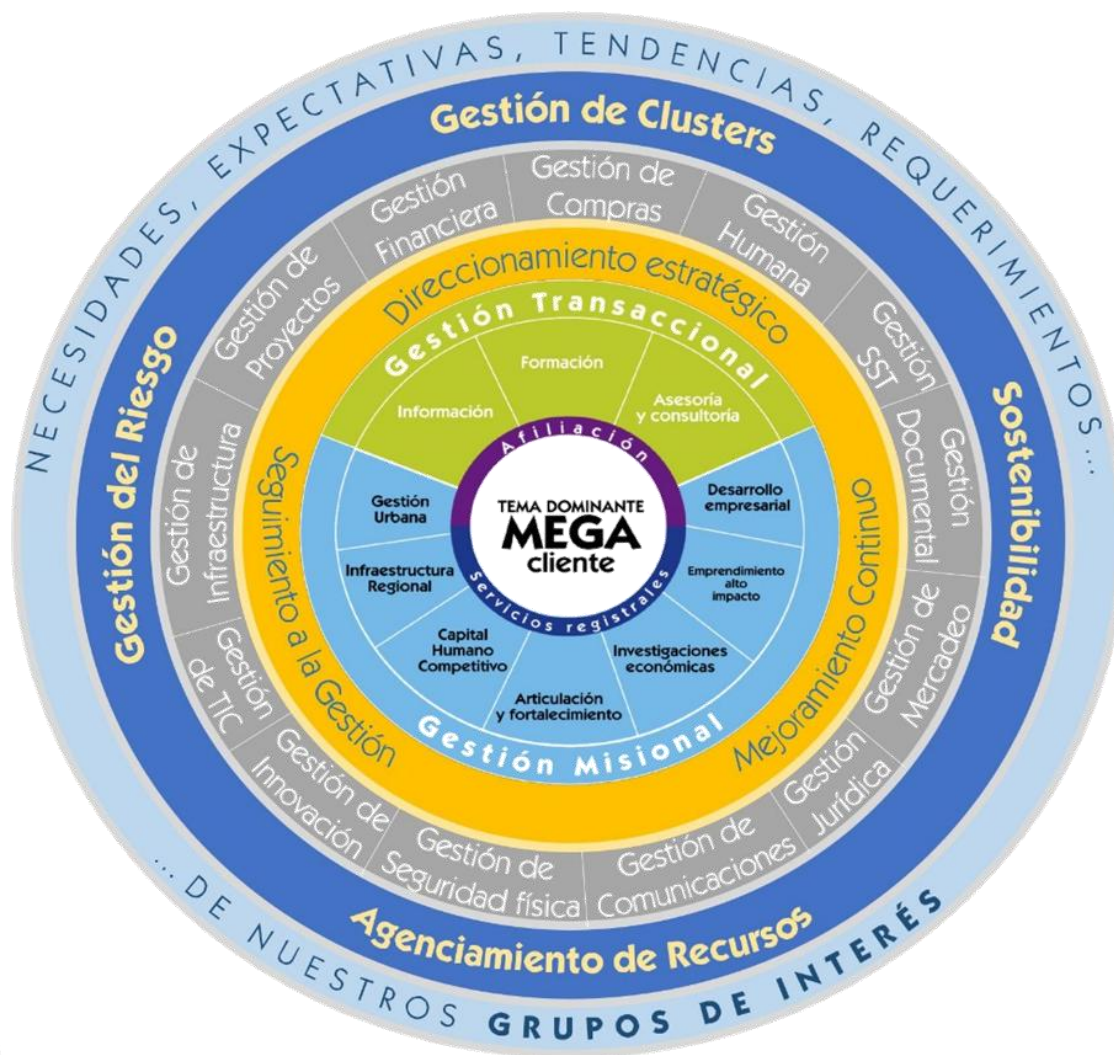 NECESIDADES, EXPECTATIVAS, TENDENCIAS, REQUERIMIENTOS...
...DE NUESTROS GRUPOS DE INTERÉS
Gestión de Clusters
Sostenibilidad
Agenciamiento de Recursos
Gestión del Riesgo
Gestión de
Compras
Gestión
Humana
Gestión
SST
Gestión
Documental
Gestión de
Mercadeo
Gestión
Jurídica
Gestión de
Comunicaciones
Gestión de
Seguridad física
Gestión de
Innovación
Gestión
de TIC
Gestión de
Infraestructura
Gestión de
Proyectos
Gestión
Financiera
Direccionamiento estratégico
Mejoramiento Continuo
Seguimiento a la Gestión
Gestión Transaccional
Información
Formación
Asesoría
y consultoría
Gestión Misional
Desarrollo
empresarial
Emprendimiento
alto
impacto
Investigaciones
económicas
Articulación
y fortalecimiento
Capital
Humano
Competitivo
Infraestructura
Regional
Gestión
Urbana
Afiliación
Servicios registrales
TEMA DOMINANTE
MEGA
cliente